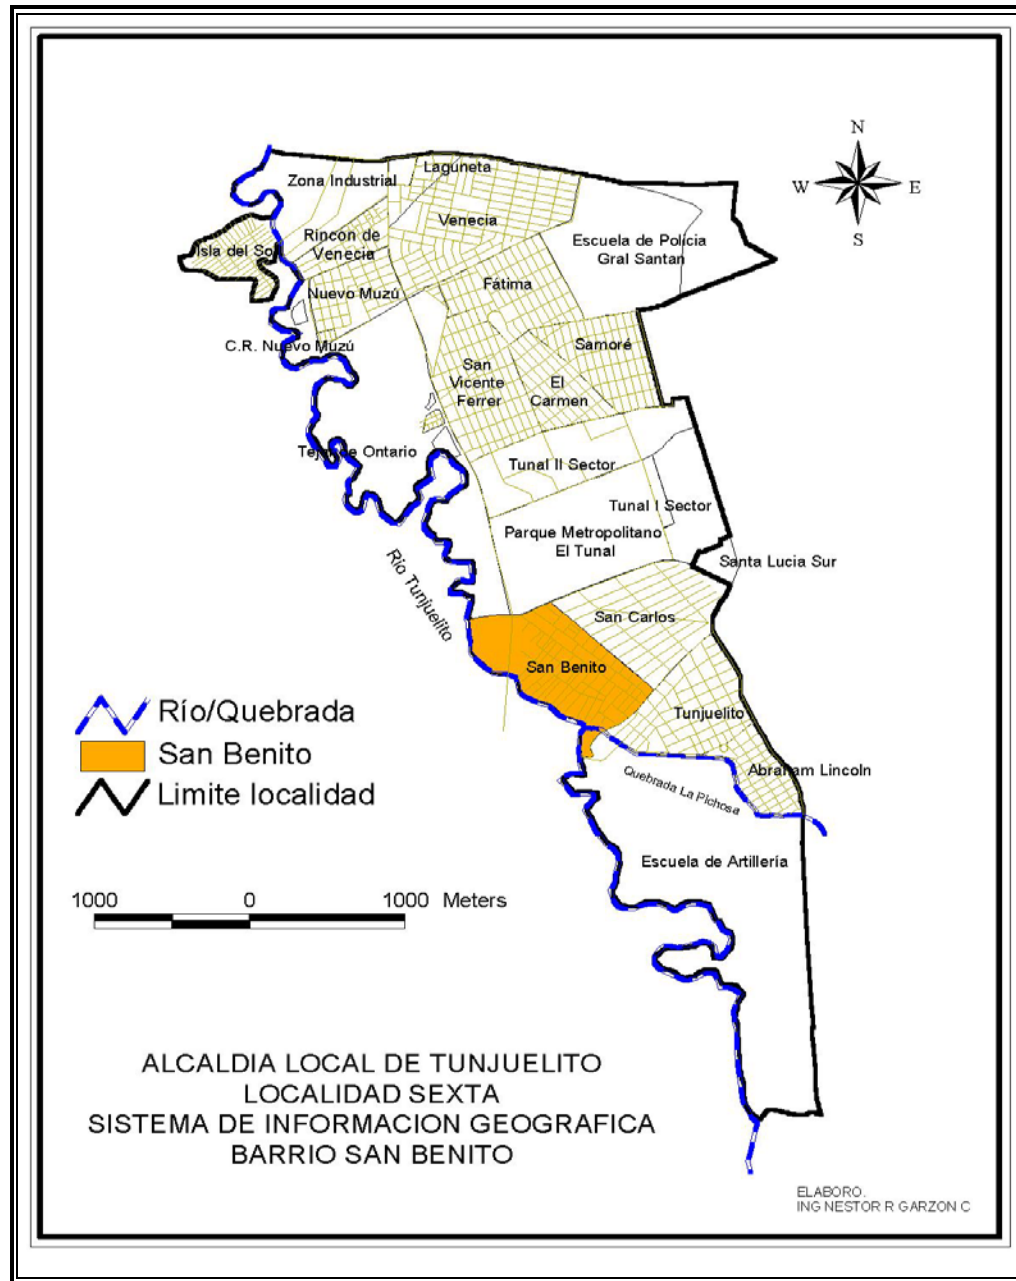 N
W
E
S
Laguneta
Zona Industrial
Venecia
Rincon de
Venecia
Isla del Sol
Escuela de Policia
Gral Santan
Fátima
Nuevo Muzú
C.R. Nuevo Muzú
Samoré
San
Vicente
Ferrer
El
Carmen
Ontario
Tunal II Sector
Tunal I Sector
Parque Metropolitano
El Tunal
Santa Lucia Sur
Río Tunjuelito
San Carlos
San Benito
Tunjuelito
Abraham Lincoln
Quebrada La Pichosa
Escuela de Artillería
Río/Quebrada
San Benito
Limite localidad
1000 0 1000 Meters
ALCALDIA LOCAL DE TUNJUELITO
LOCALIDAD SEXTA
SISTEMA DE INFORMACION GEOGRAFICA
BARRIO SAN BENITO
ELABORO.
ING NESTOR R GARZON C